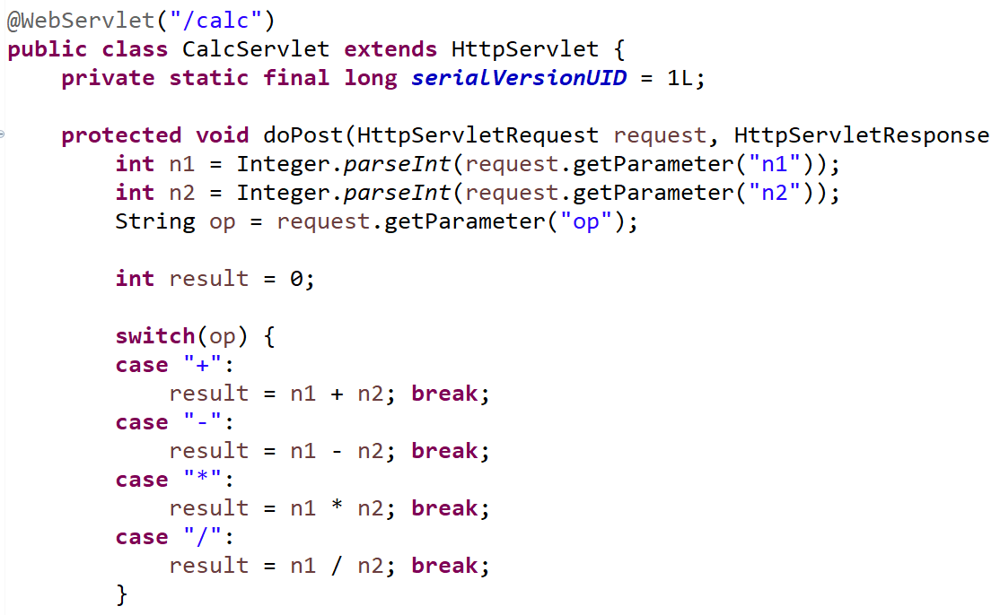 @WebServlet("/calc")
public class CalcServlet extends HttpServlet {
    private static final long serialVersionUID = 1L;

    protected void doPost(HttpServletRequest request, HttpServletResponse
        int n1 = Integer.parseInt(request.getParameter("n1"));
        int n2 = Integer.parseInt(request.getParameter("n2"));
        String op = request.getParameter("op");

        int result = 0;

        switch(op) {
        case "+":
            result = n1 + n2; break;
        case "-":
            result = n1 - n2; break;
        case "*":
            result = n1 * n2; break;
        case "/":
            result = n1 / n2; break;
        }